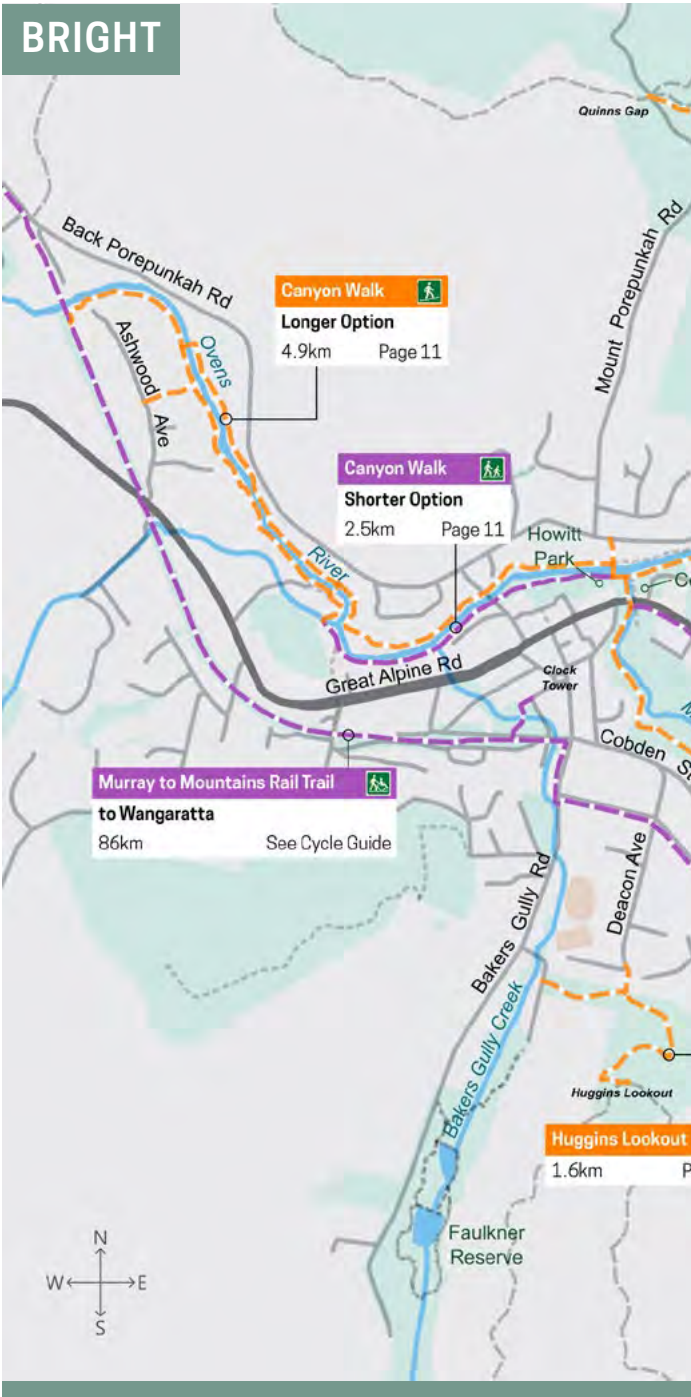 BRIGHT
Quinns Gap
Back Porepunkah Rd
Mount Porepunkah Rd
Canyon Walk
Longer Option
4.9km Page 11
Ashwood
Ave
Ovens
River
Canyon Walk
Shorter Option
2.5km Page 11
Howitt
Park
Great Alpine Rd
Clock
Tower
Cobden
Murray to Mountains Rail Trail
to Wangaratta
86km See Cycle Guide
Deacon Ave
Bakers Gully Rd
Bakers Gully Creek
Huggins Lookout
Huggins Lookout
1.6km
Faulkner
Reserve
N
W E
S